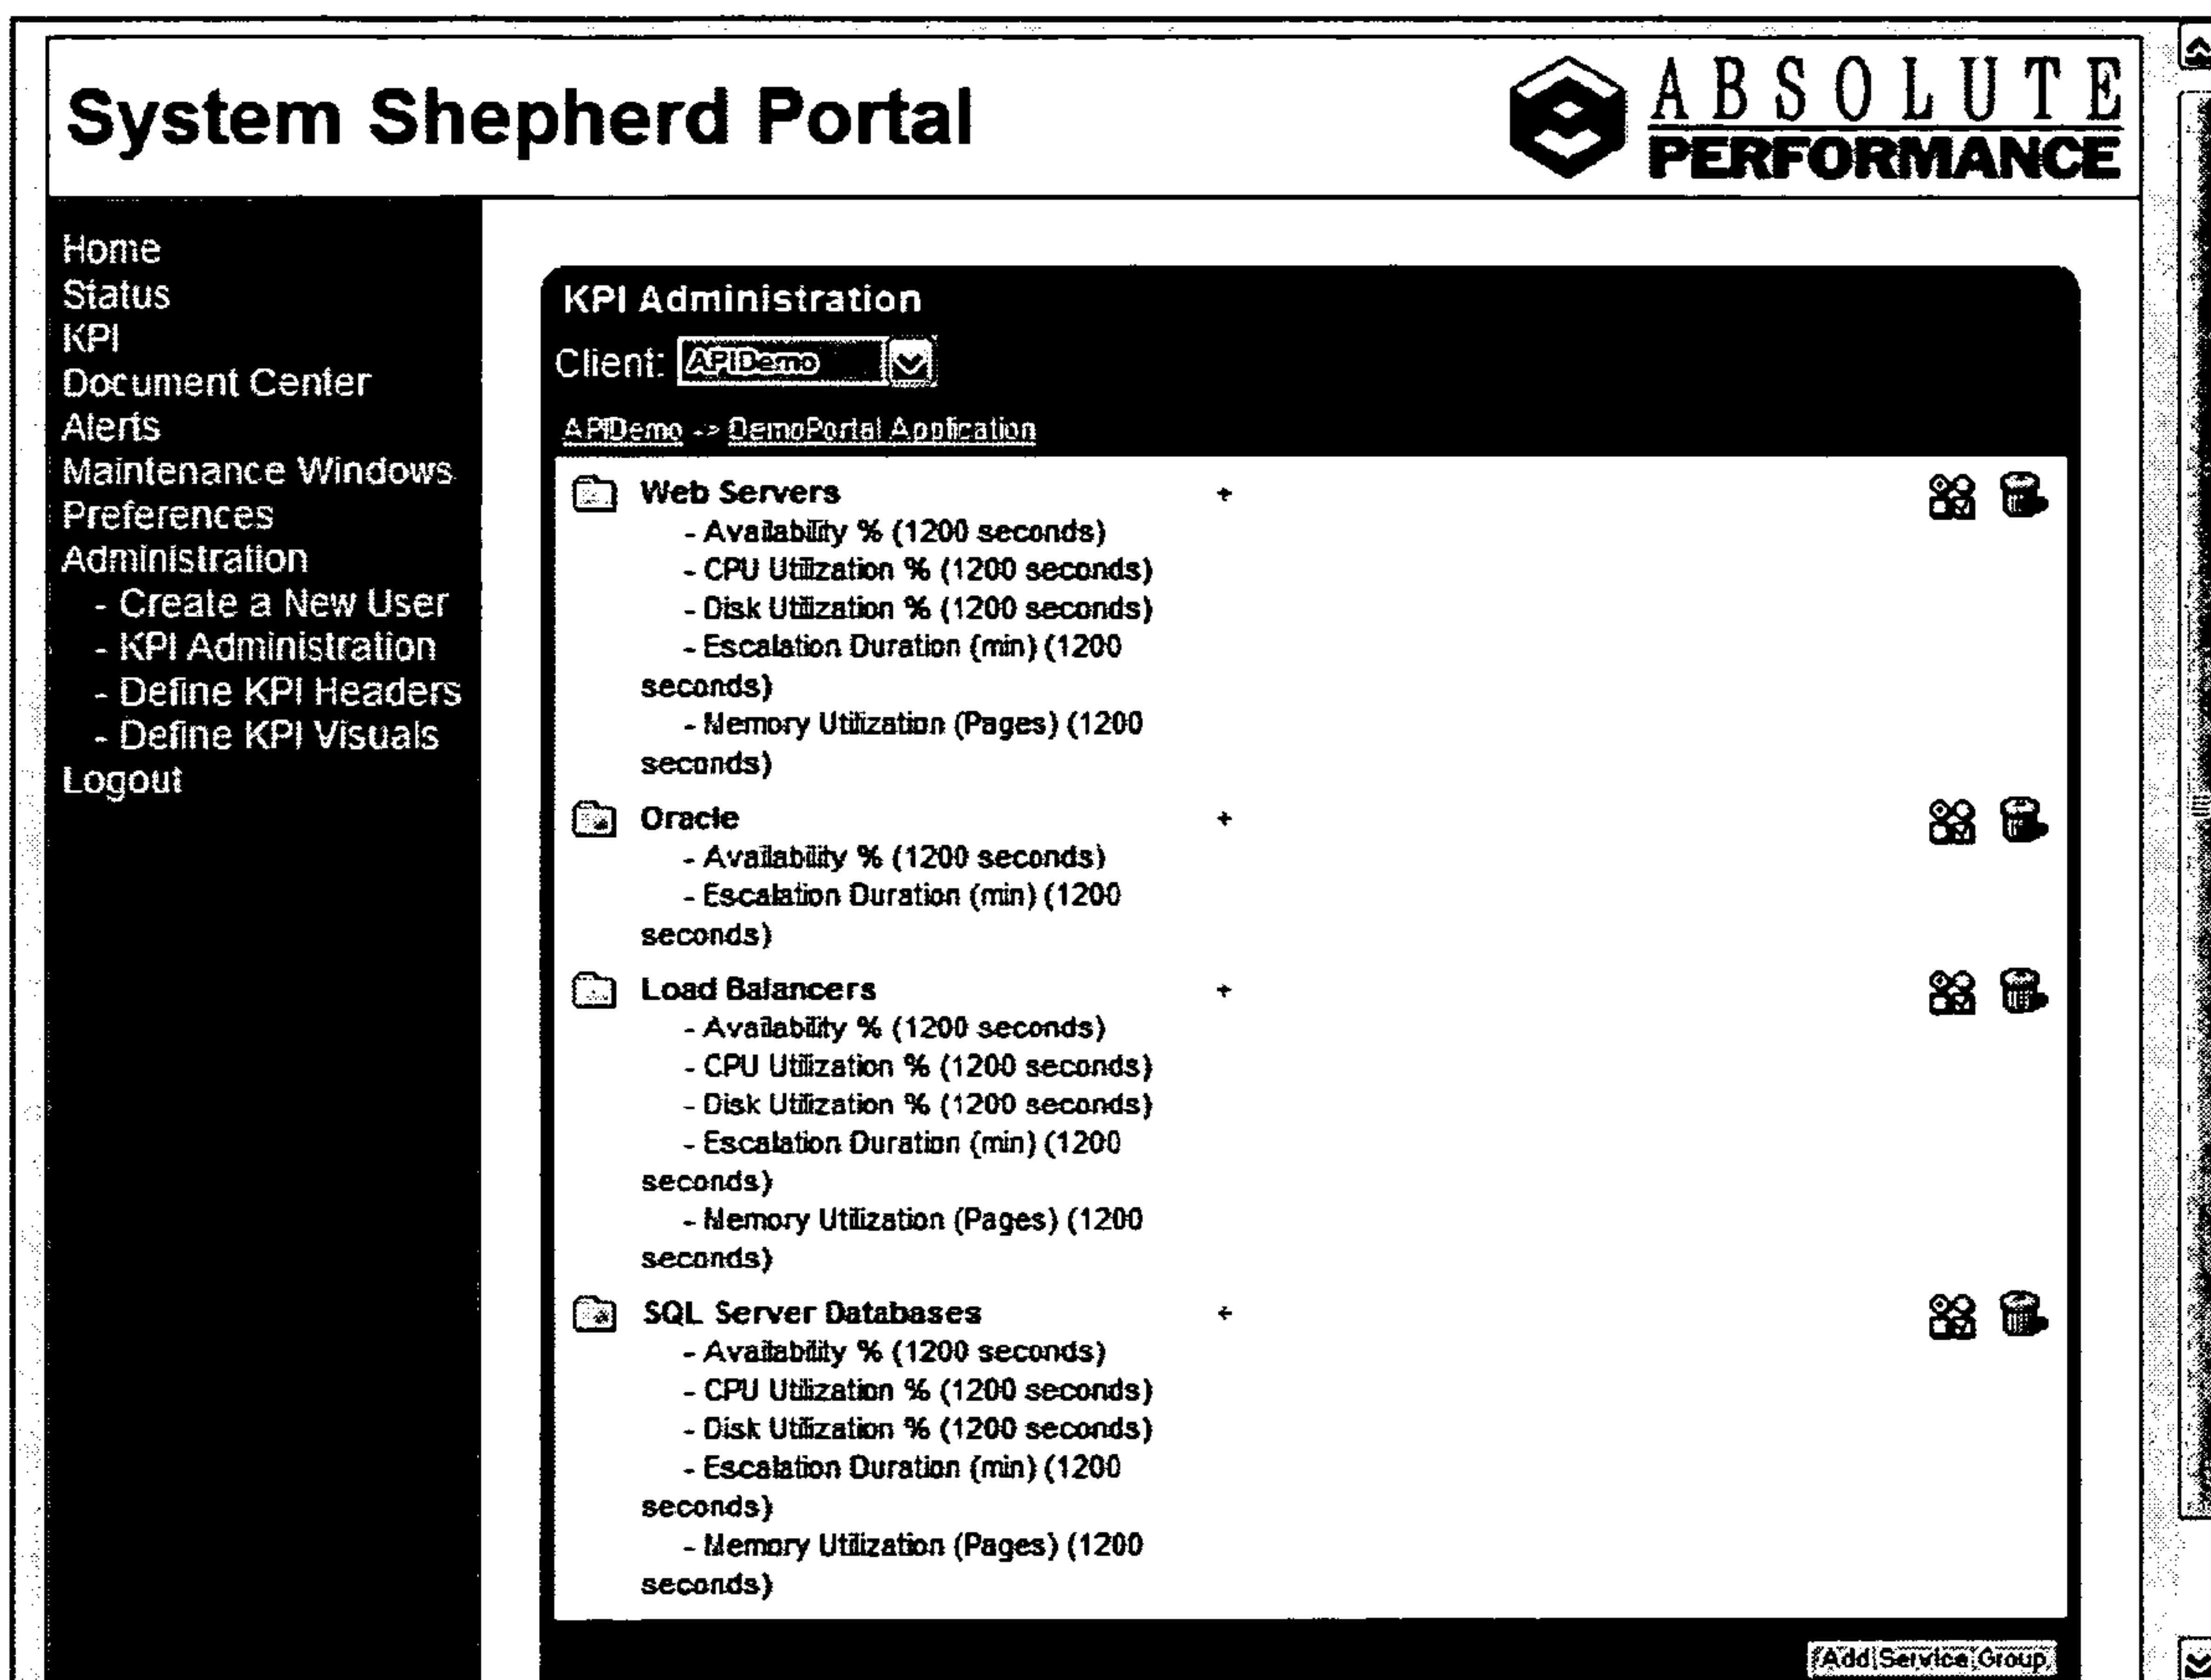 System Shepherd Portal
ABSOLUTE
PERFORMANCE
Home
Status
KPI
Document Center
Alerts
Maintenance Windows
Preferences
Administration
- Create a New User
- KPI Administration
- Define KPI Headers
- Define KPI Visuals
Logout
KPI Administration
Client: APIDemo
APIDemo -> DemoPortal Application
Web Servers +
- Availability % (1200 seconds)
- CPU Utilization % (1200 seconds)
- Disk Utilization % (1200 seconds)
- Escalation Duration (min) (1200
seconds)
- Memory Utilization (Pages) (1200
seconds)
Oracle +
- Availability % (1200 seconds)
- Escalation Duration (min) (1200
seconds)
Load Balancers +
- Availability % (1200 seconds)
- CPU Utilization % (1200 seconds)
- Disk Utilization % (1200 seconds)
- Escalation Duration (min) (1200
seconds)
- Memory Utilization (Pages) (1200
seconds)
SQL Server Databases +
- Availability % (1200 seconds)
- CPU Utilization % (1200 seconds)
- Disk Utilization % (1200 seconds)
- Escalation Duration (min) (1200
seconds)
- Memory Utilization (Pages) (1200
seconds)
Add Service Group